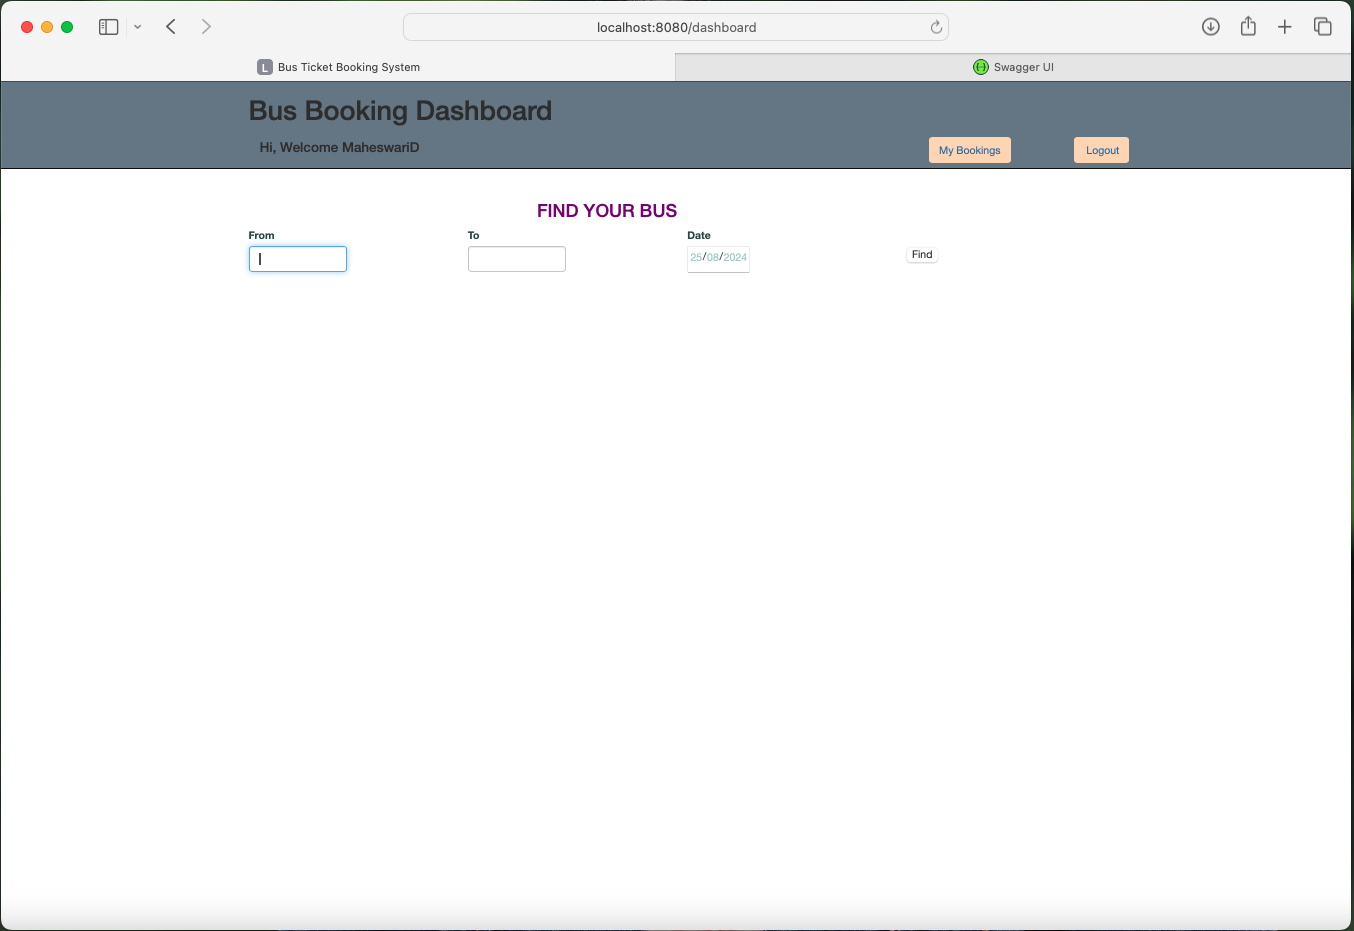 localhost:8080/dashboard
L Bus Ticket Booking System
Swagger UI
Bus Booking Dashboard
Hi, Welcome MaheswariD
My Bookings
Logout
FIND YOUR BUS
From
To
Date
25/08/2024
Find